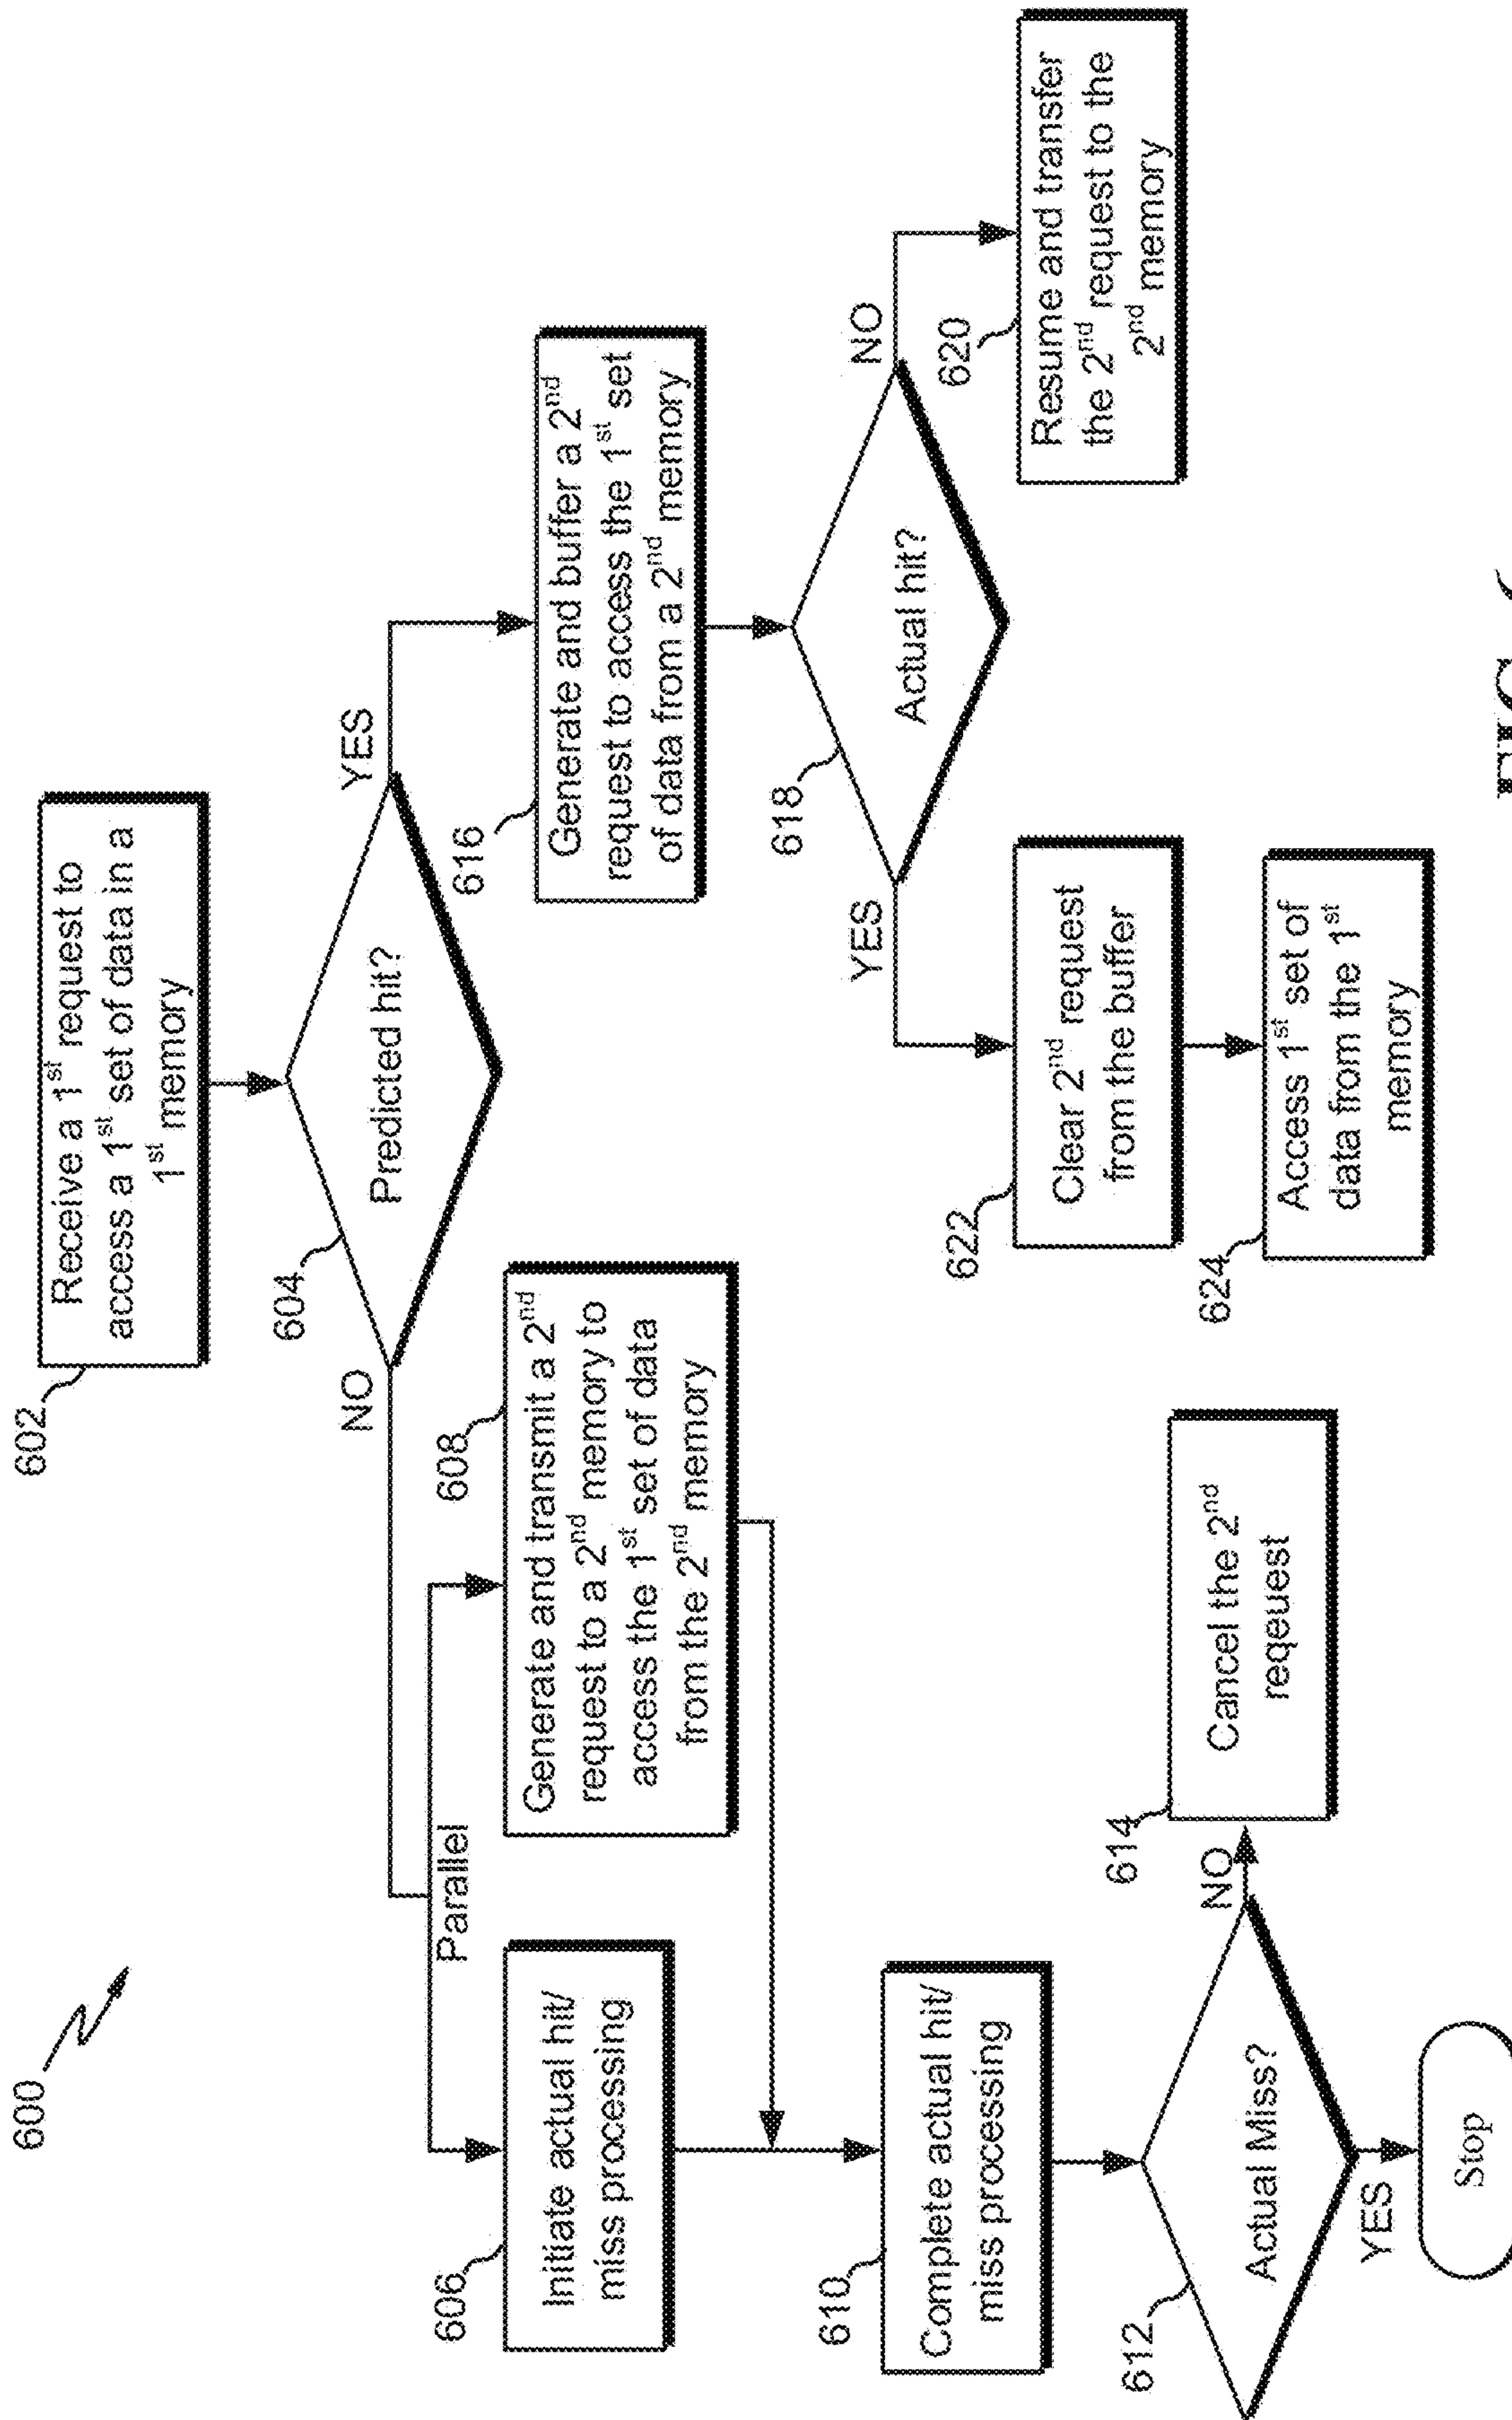 600
602
Receive a 1st request to
access a 1st set of data in a
1st memory
604
Predicted hit?
NO
YES
Parallel
606
Initiate actual hit/
miss processing
608
Generate and transmit a 2nd
request to a 2nd memory to
access the 1st set of data
from the 2nd memory
610
Complete actual hit/
miss processing
612
Actual Miss?
NO
YES
614
Cancel the 2nd
reqeust
Stop
616
Generate and buffer a 2nd
request to access the 1st set
of data from a 2nd memory
618
Actual hit?
YES
NO
622
Clear 2nd request
from the buffer
624
Access 1st set of
data from the 1st
memory
620
Resume and transfer
the 2nd request to the
2nd memory